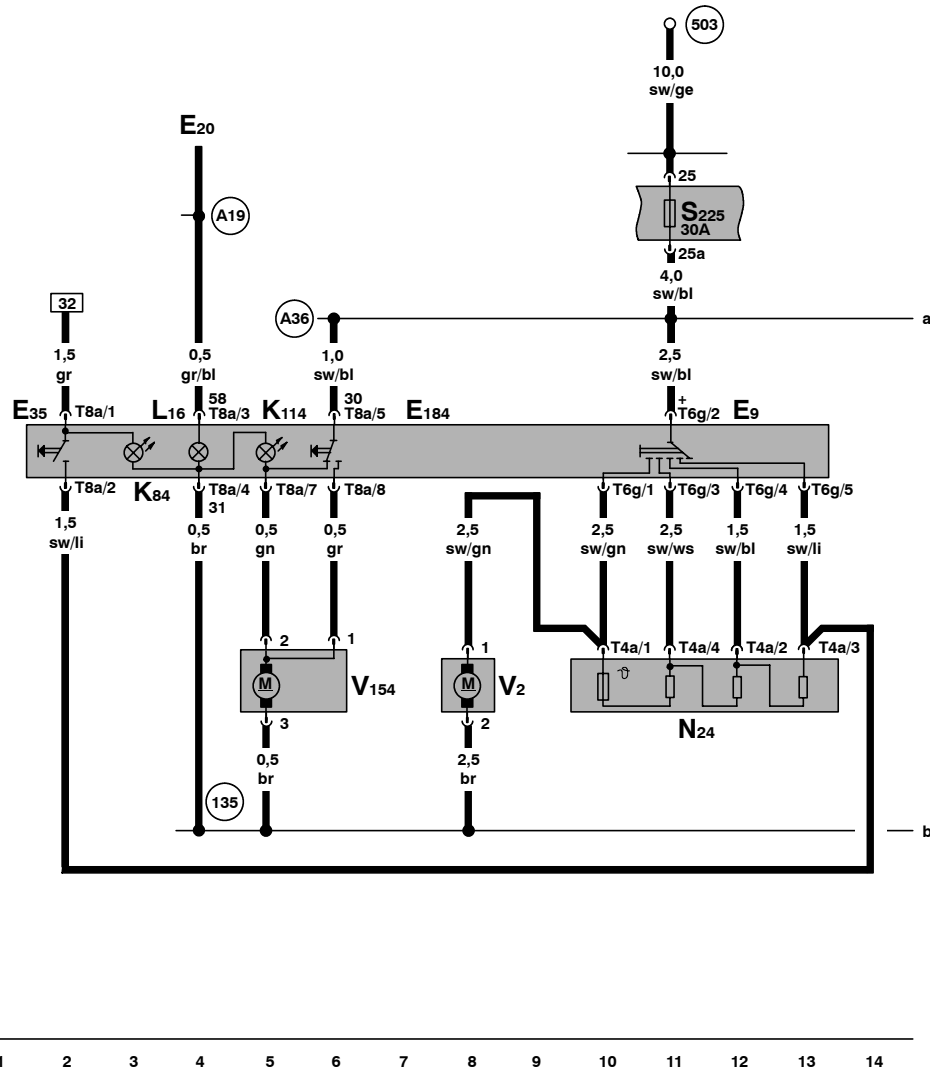 503
10,0
sw/ge
E20
25
A19
S225
30A
25a
4,0
sw/bl
32
A36
a
1,5
gr
0,5
gr/bl
1,0
sw/bl
2,5
sw/bl
E35 T8a/1
L16 58 T8a/3
K114
30 T8a/5
E184
+ T6g/2
E9
T8a/2
K84
T8a/4
31
T8a/7
T8a/8
T6g/1
T6g/3
T6g/4
T6g/5
1,5
sw/li
0,5
br
0,5
gn
0,5
gr
2,5
sw/gn
2,5
sw/gn
2,5
sw/ws
1,5
sw/bl
1,5
sw/li
2
1
1
T4a/1
T4a/4
T4a/2
T4a/3
M
V154
M
V2
ϑ
3
2
N24
0,5
br
2,5
br
135
b
1 2 3 4 5 6 7 8 9 10 11 12 13 14